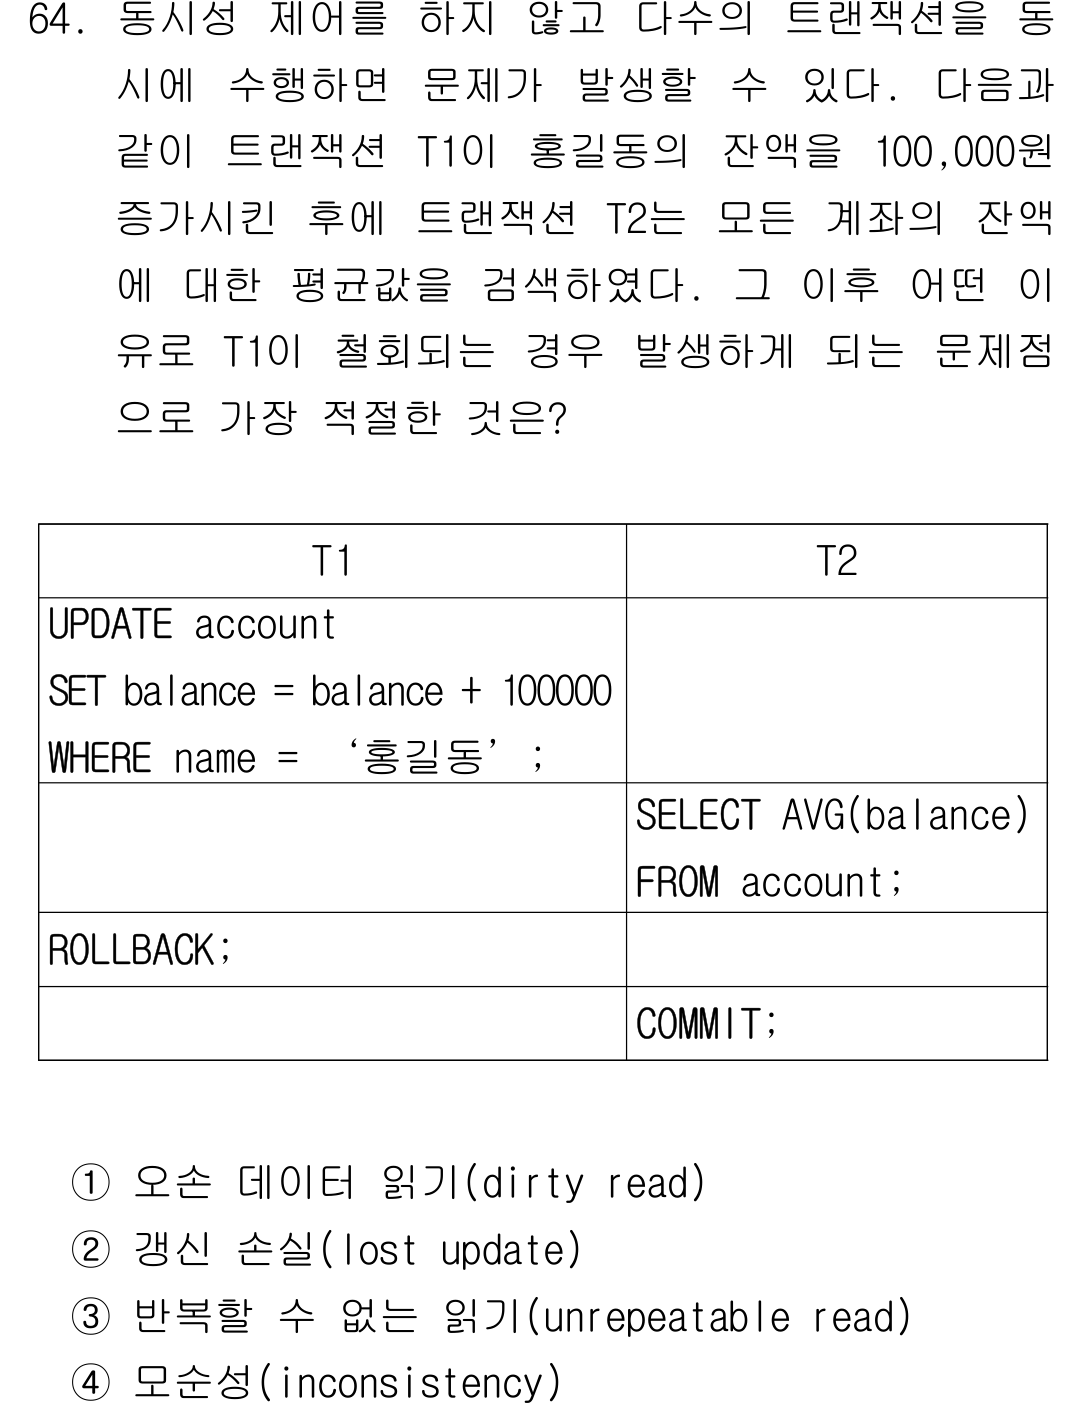 64. 동시성 제어를 하지 않고 다수의 트랜잭션을 동
시에 수행하면 문제가 발생할 수 있다. 다음과
같이 트랜잭션 T1이 홍길동의 잔액을 100,000원
증가시킨 후에 트랜잭션 T2는 모든 계좌의 잔액
에 대한 평균값을 검색하였다. 그 이후 어떤 이
유로 T1이 철회되는 경우 발생하게 되는 문제점
으로 가장 적절한 것은?
T1 T2
UPDATE account
SET balance = balance + 100000
WHERE name = ‘홍길동’ ;
SELECT AVG(balance)
FROM account;
ROLLBACK;
COMMIT;
① 오손 데이터 읽기(dirty read)
② 갱신 손실(lost update)
③ 반복할 수 없는 읽기(unrepeatable read)
④ 모순성(inconsistency)